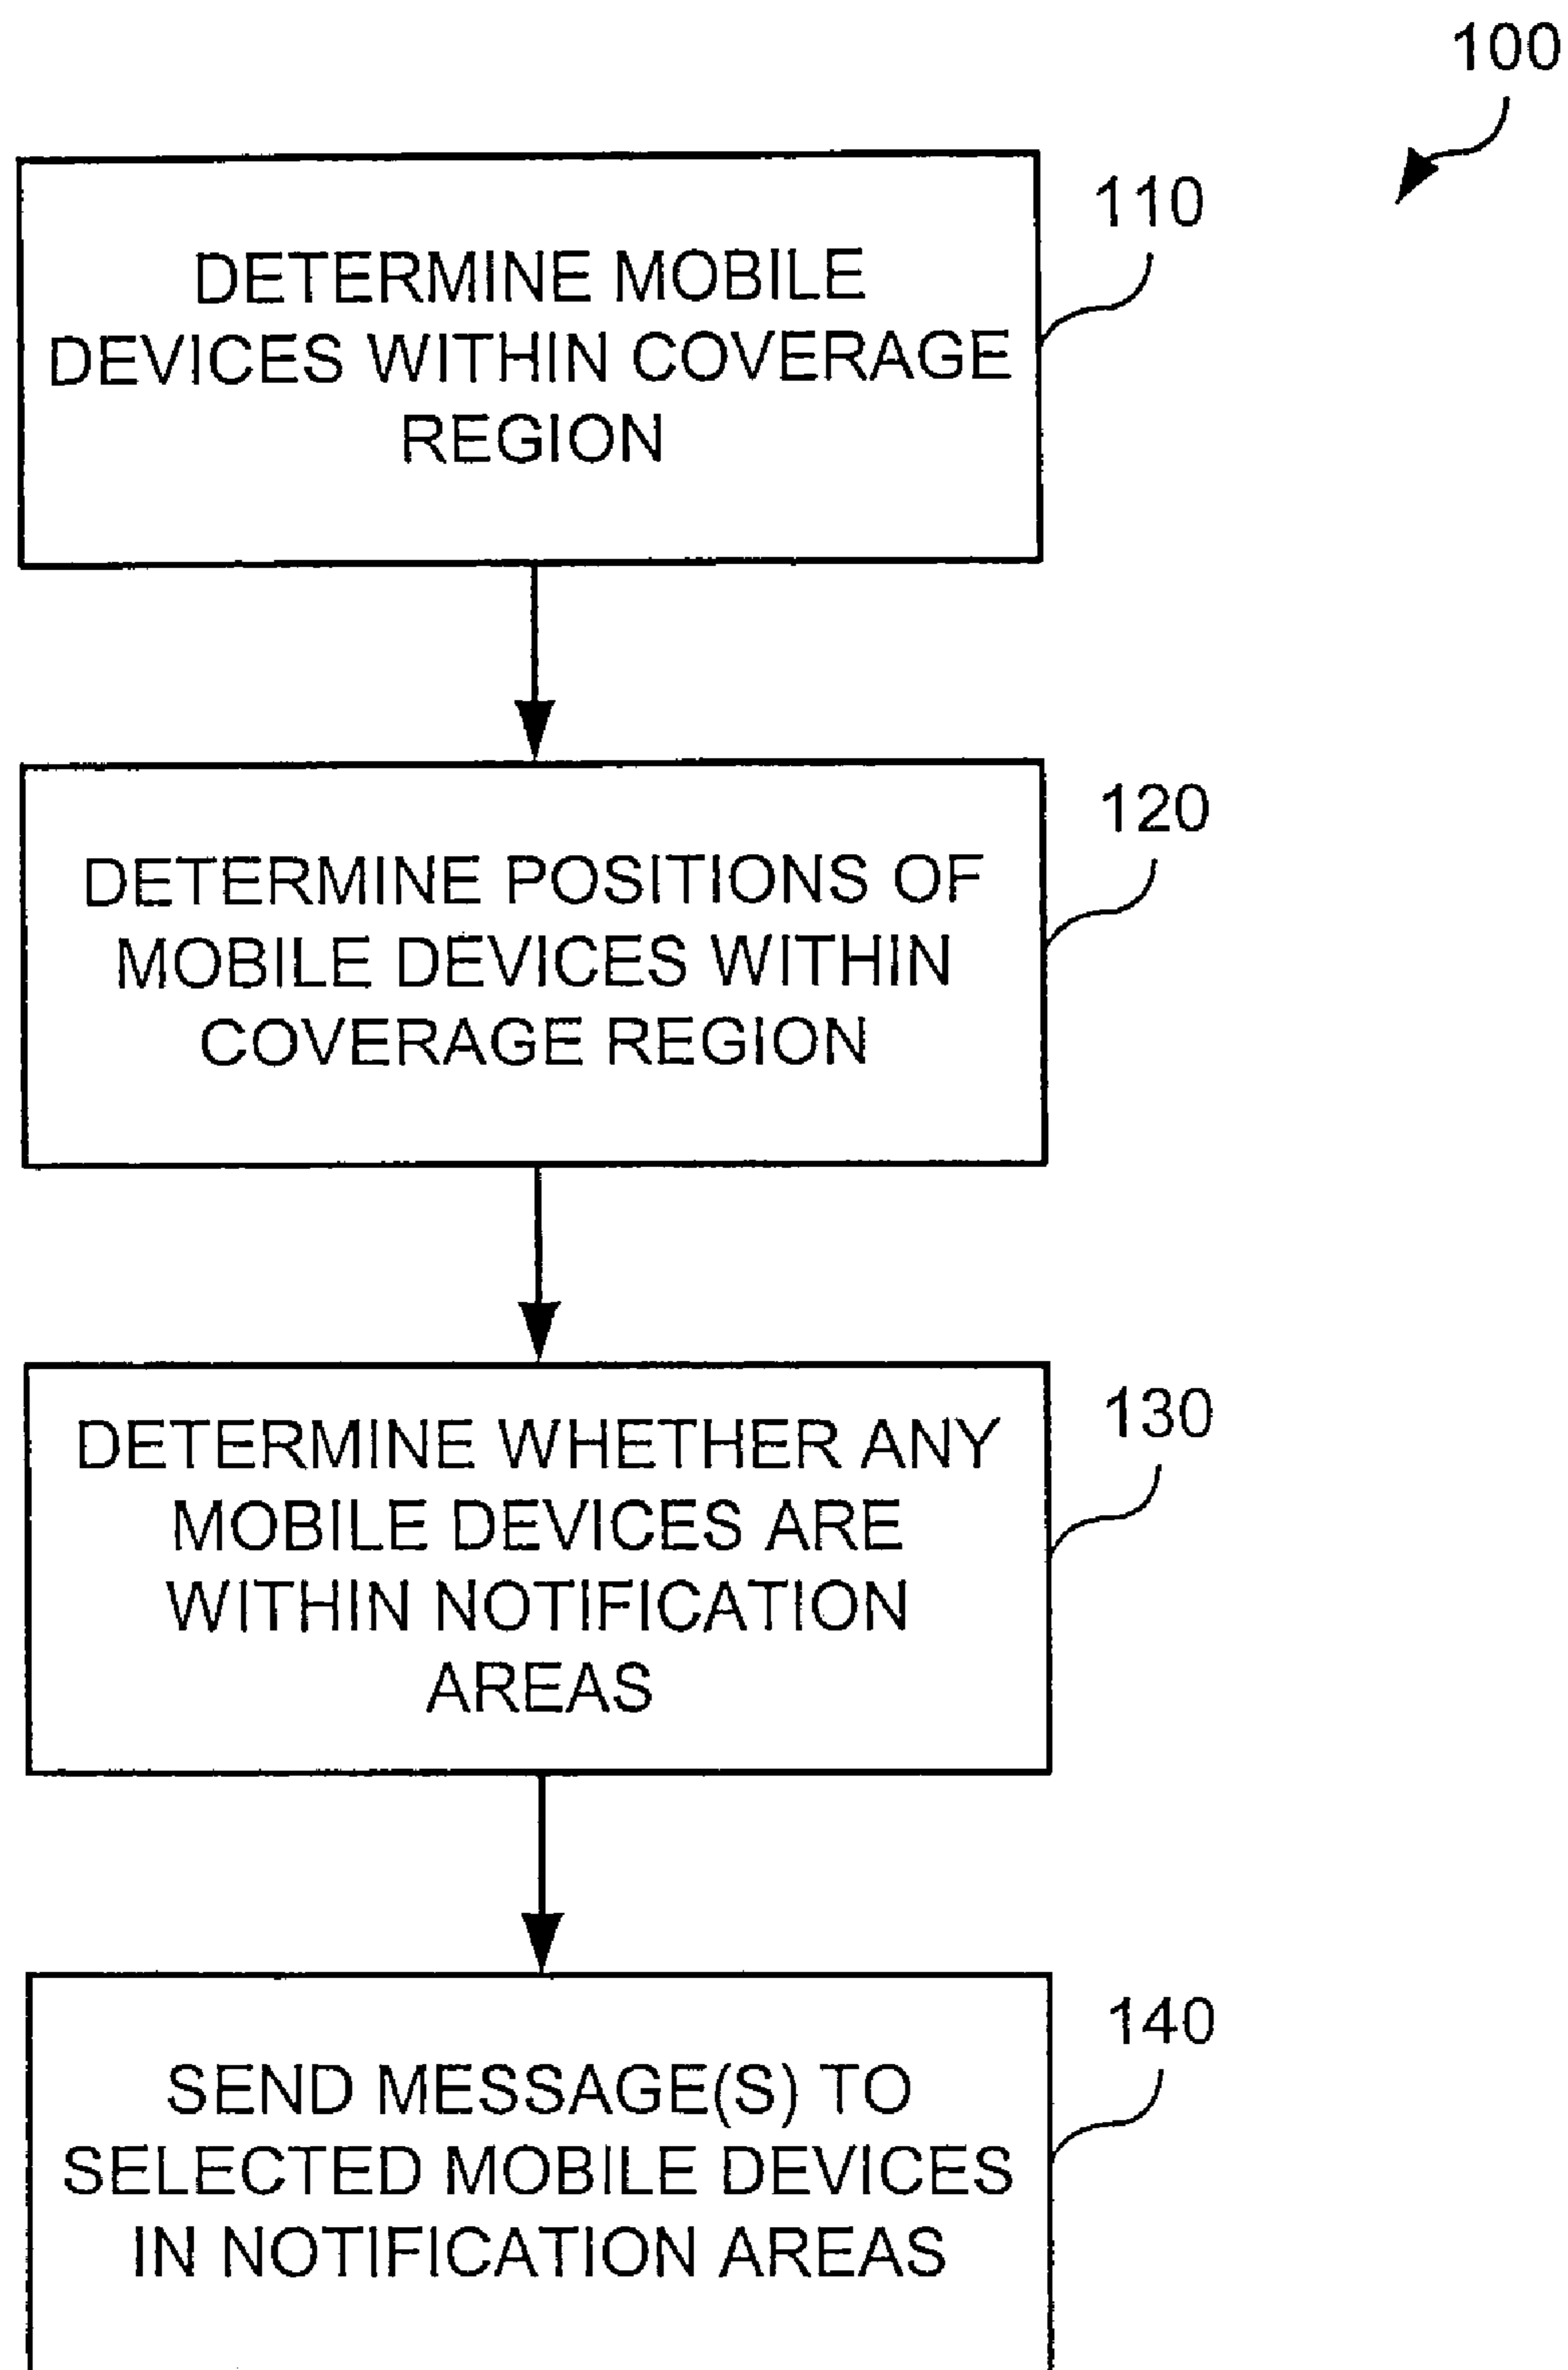 100
110
DETERMINE MOBILE
DEVICES WITHIN COVERAGE
REGION
120
DETERMINE POSITIONS OF
MOBILE DEVICES WITHIN
COVERAGE REGION
130
DETERMINE WHETHER ANY
MOBILE DEVICES ARE
WITHIN NOTIFICATION
AREAS
140
SEND MESSAGE(S) TO
SELECTED MOBILE DEVICES
IN NOTIFICATION AREAS